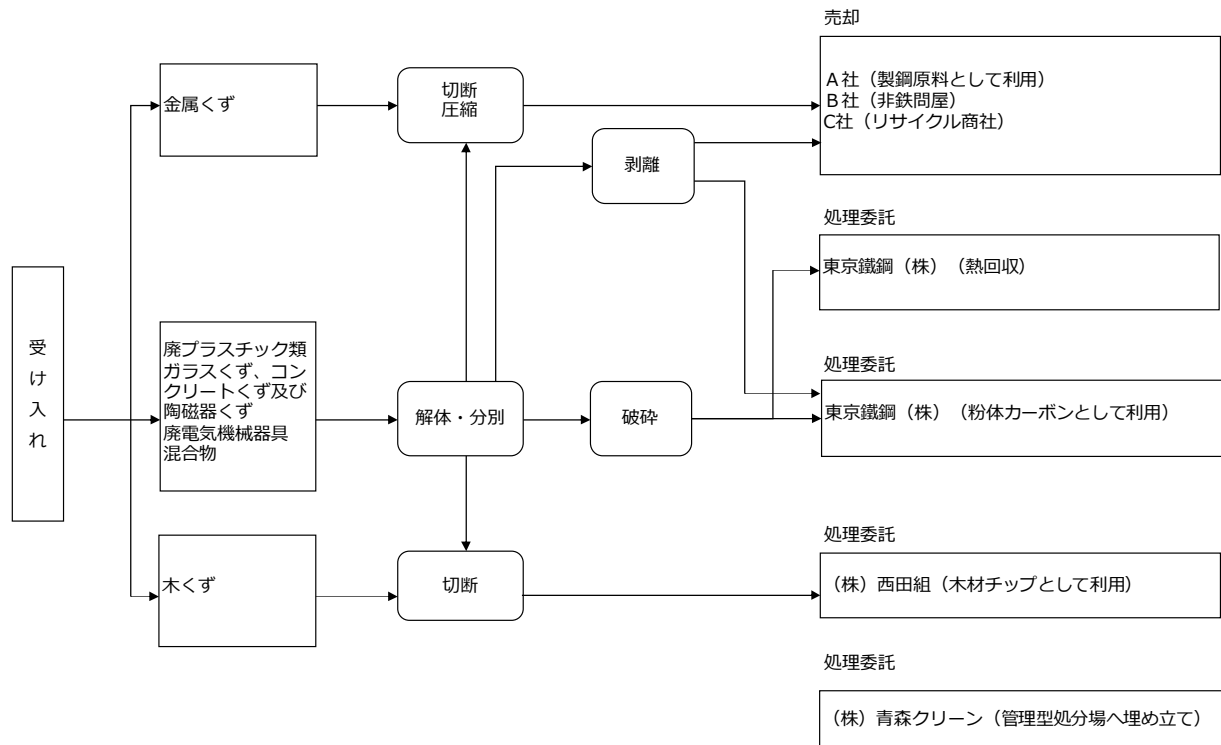 売却
A社（製鋼原料として利用）
B社（非鉄問屋）
C社（リサイクル商社）
金属くず
切断
圧縮
剥離
処理委託
東京鐵鋼（株）（熱回収）
受け入れ
廃プラスチック類
ガラスくず、コン
クリートくず及び
陶磁器くず
廃電気機械器具
混合物
解体・分別
破砕
処理委託
東京鐵鋼（株）（粉体カーボンとして利用）
木くず
切断
処理委託
（株）西田組（木材チップとして利用）
処理委託
（株）青森クリーン（管理型処分場へ埋め立て）